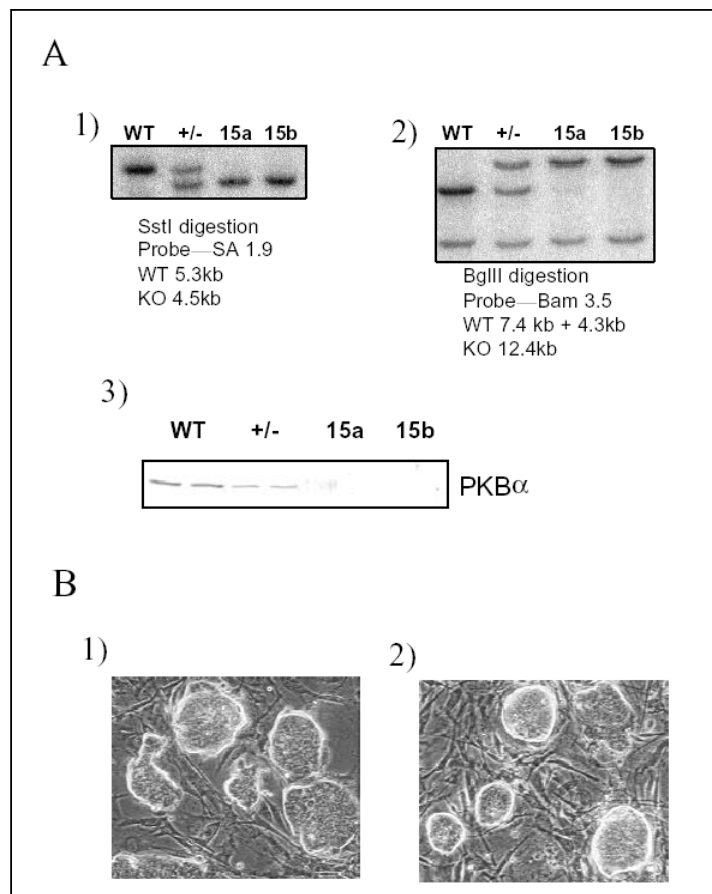 A
1)
WT +/- 15a 15b
SstI digestion
Probe—SA 1.9
WT 5.3kb
KO 4.5kb
2)
WT +/- 15a 15b
BglII digestion
Probe—Bam 3.5
WT 7.4 kb + 4.3kb
KO 12.4kb
3)
WT +/- 15a 15b
PKBα
B
1)
2)